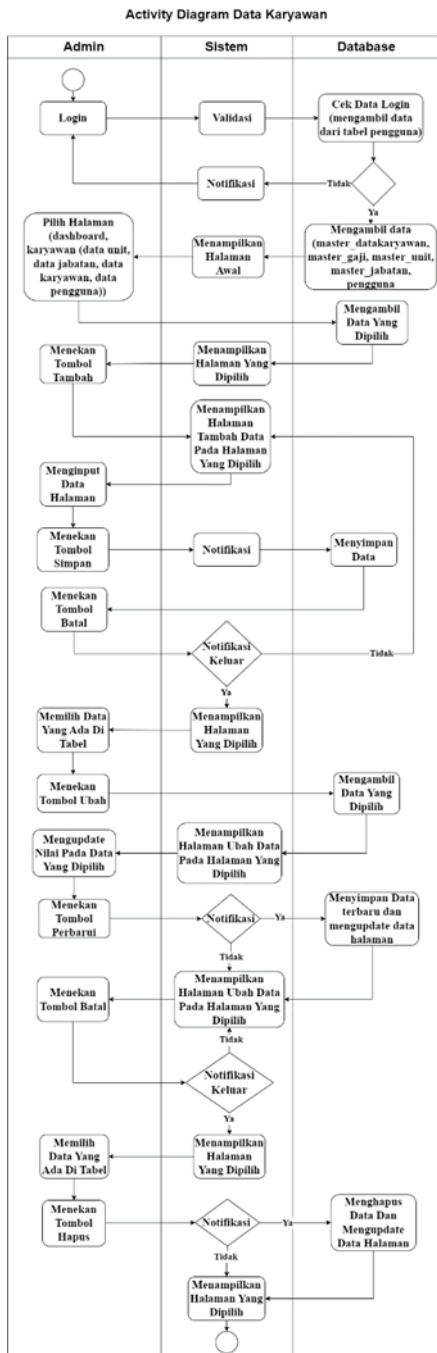 Activity Diagram Data Karyawan
Admin
Sistem
Database
Login
Validasi
Cek Data Login
(mengambil data
dari tabel pengguna)
Notifikasi
Tidak
Ya
Pilih Halaman
(dashboard,
karyawan (data unit,
data jabatan, data
karyawan, data
pengguna))
Menampilkan
Halaman
Awal
Mengambil data
(master_datakaryawan,
master_gaji, master_unit,
master_jabatan,
pengguna
Mengambil
Data Yang
Dipilih
Menekan
Tombol
Tambah
Menampilkan
Halaman Yang
Dipilih
Menampilkan
Halaman
Tambah Data
Pada Halaman
Yang Dipilih
Menginput
Data
Halaman
Menekan
Tombol
Simpan
Notifikasi
Menyimpan
Data
Menekan
Tombol
Batal
Notifikasi
Keluar
Tidak
Ya
Memilih Data
Yang Ada Di
Tabel
Menampilkan
Halaman
Yang Dipilih
Menekan
Tombol Ubah
Mengambil
Data Yang
Dipilih
Mengupdate
Nilai Pada Data
Yang Dipilih
Menampilkan
Halaman Ubah Data
Pada Halaman Yang
Dipilih
Menekan
Tombol
Perbarui
Notifikasi
Ya
Menyimpan Data
terbaru dan
mengupdate data
halaman
Tidak
Menekan
Tombol Batal
Menampilkan
Halaman Ubah Data
Pada Halaman Yang
Dipilih
Tidak
Notifikasi
Keluar
Ya
Memilih
Data Yang
Ada Di Tabel
Menampilkan
Halaman
Yang Dipilih
Menekan
Tombol
Hapus
Notifikasi
Ya
Menghapus
Data Dan
Mengupdate
Data Halaman
Tidak
Menampilkan
Halaman Yang
Dipilih